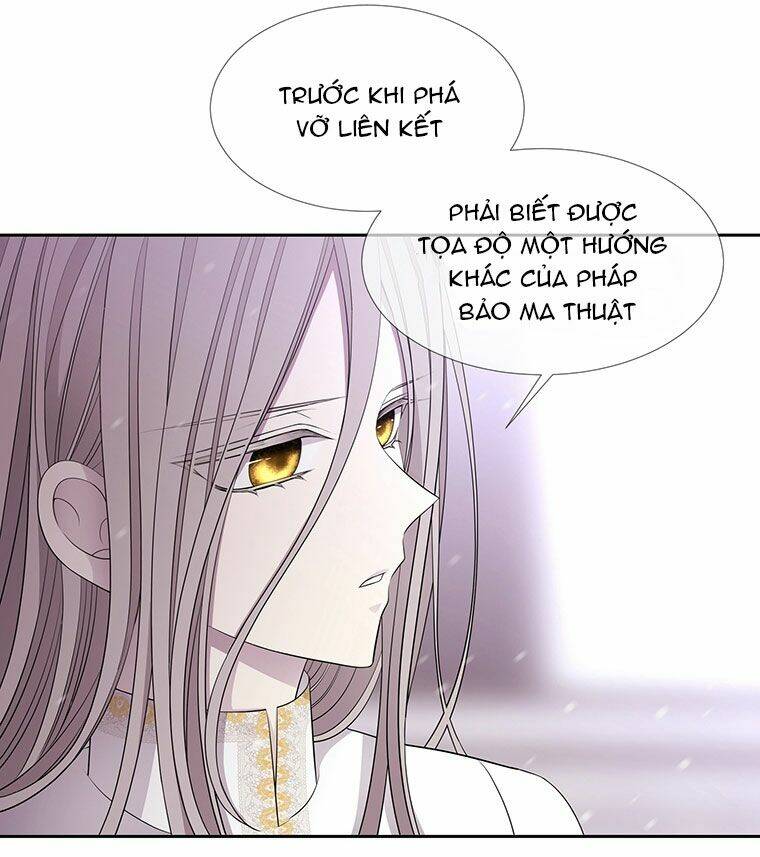 TRƯỚC KHI PHÁ
VỠ LIÊN KẾT
PHẢI BIẾT ĐƯỢC
TỌA ĐỘ MỘT HƯỚNG
KHÁC CỦA PHÁP
BẢO MA THUẬT